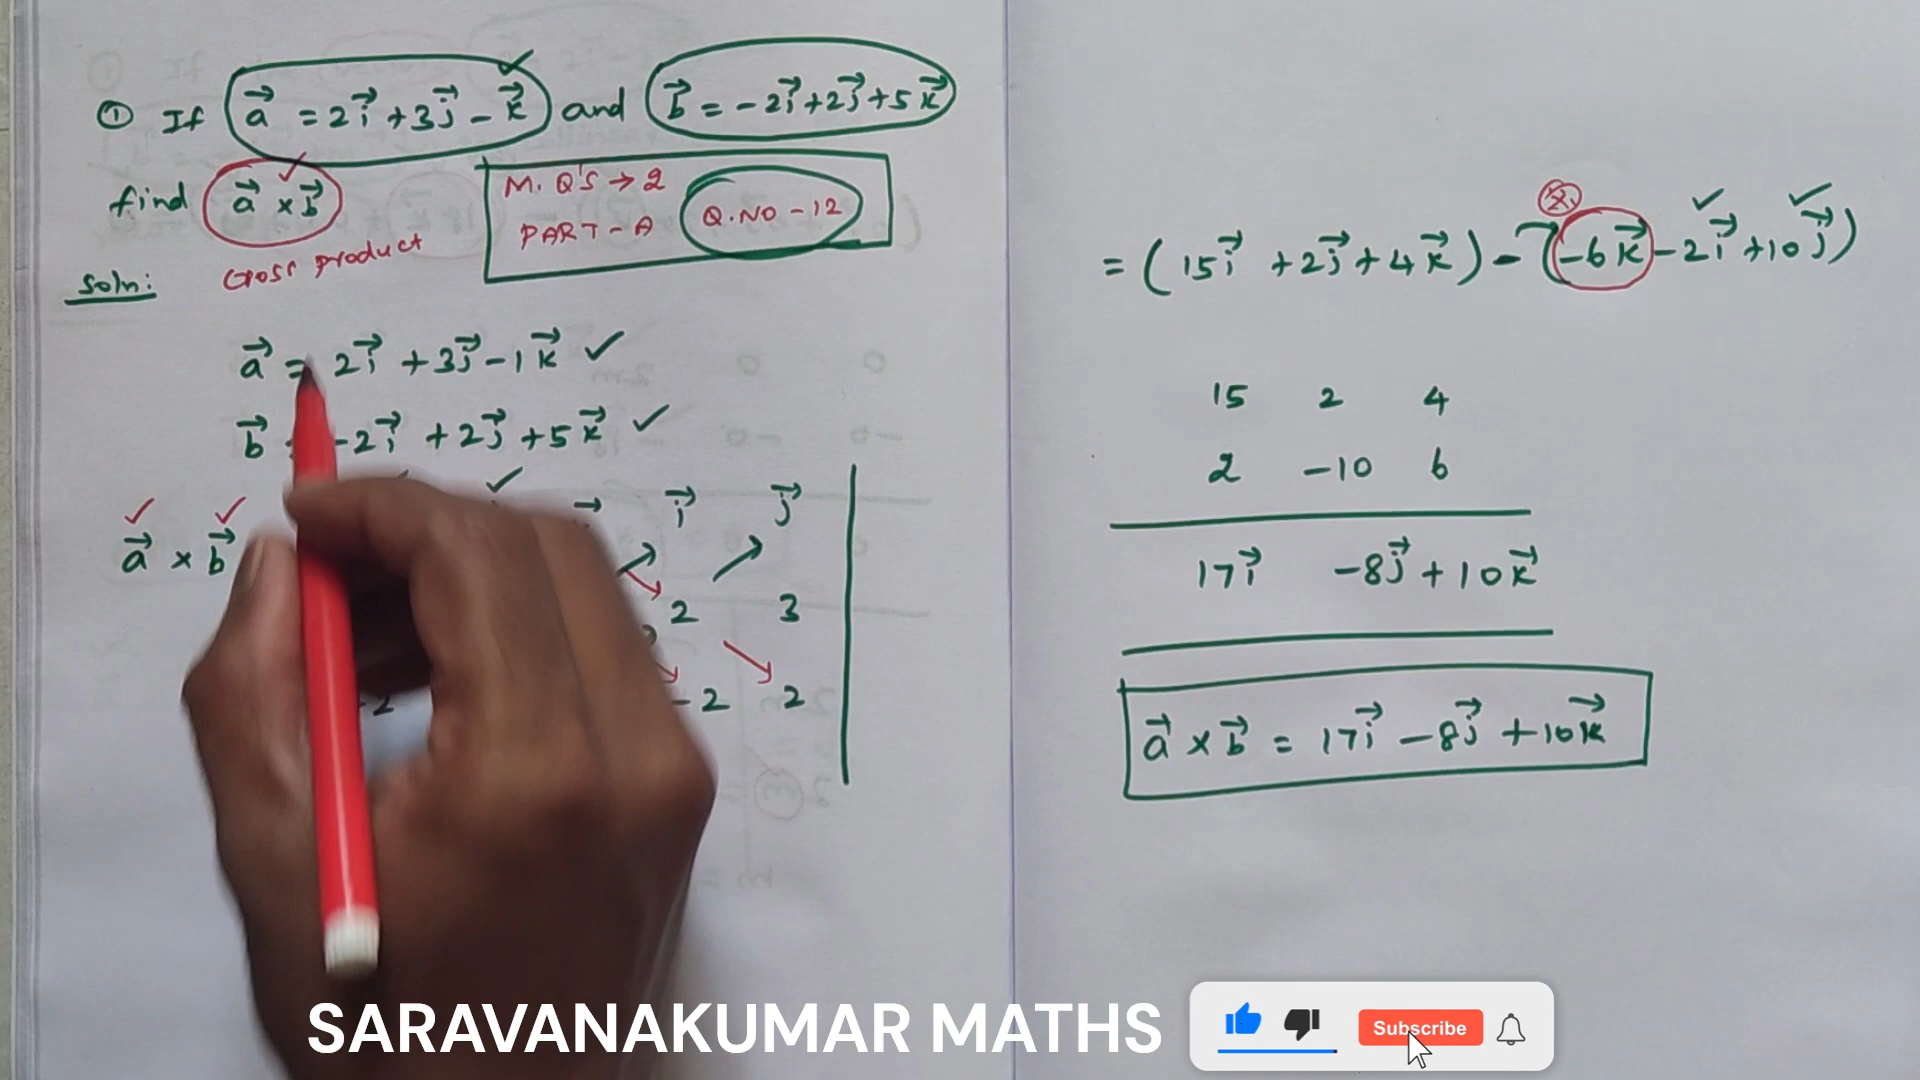 ① If a⃗ = 2i⃗ + 3j⃗ - k⃗ and b⃗ = -2i⃗ + 2j⃗ + 5k⃗
find a⃗ × b⃗
M.Q'S → 2
PART - A Q.NO - 12
Cross product
Soln:
a⃗ = 2i⃗ + 3j⃗ - 1k⃗ ✓
b⃗ -2i⃗ + 2j⃗ + 5k⃗ ✓
a⃗ × b⃗ i⃗ j⃗
2 3
-2 2
= (15i⃗ + 2j⃗ + 4k⃗) - (-6k⃗ - 2i⃗ + 10j⃗)
15 2 4
2 -10 6
17i⃗ -8j⃗ + 10k⃗
a⃗ × b⃗ = 17i⃗ - 8j⃗ + 10k⃗
SARAVANAKUMAR MATHS
Subscribe